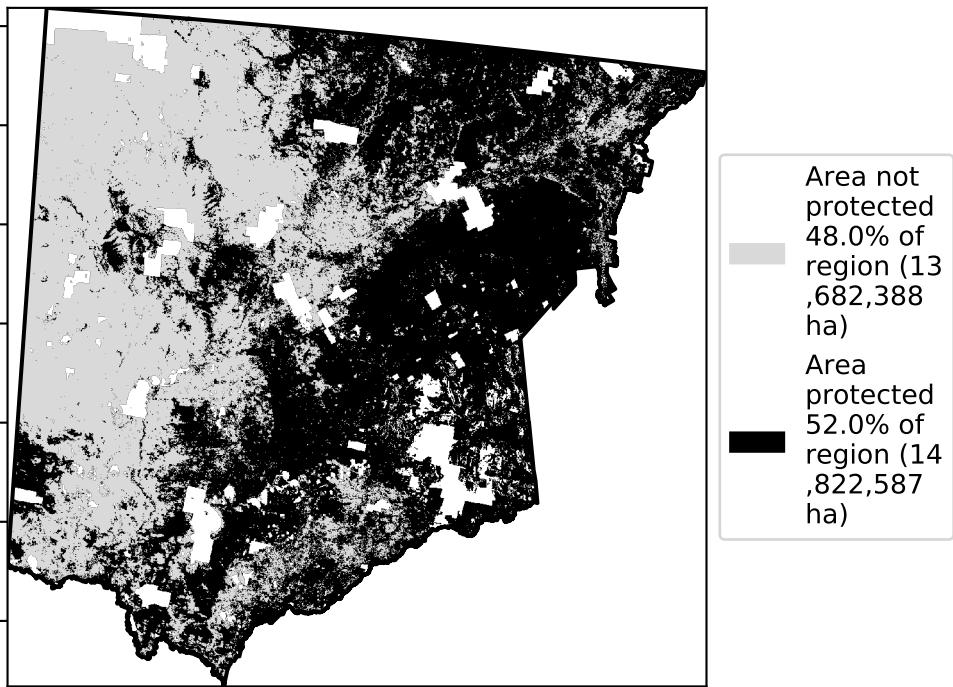 Area not
protected
48.0% of
region (13
,682,388
ha)
Area
protected
52.0% of
region (14
,822,587
ha)